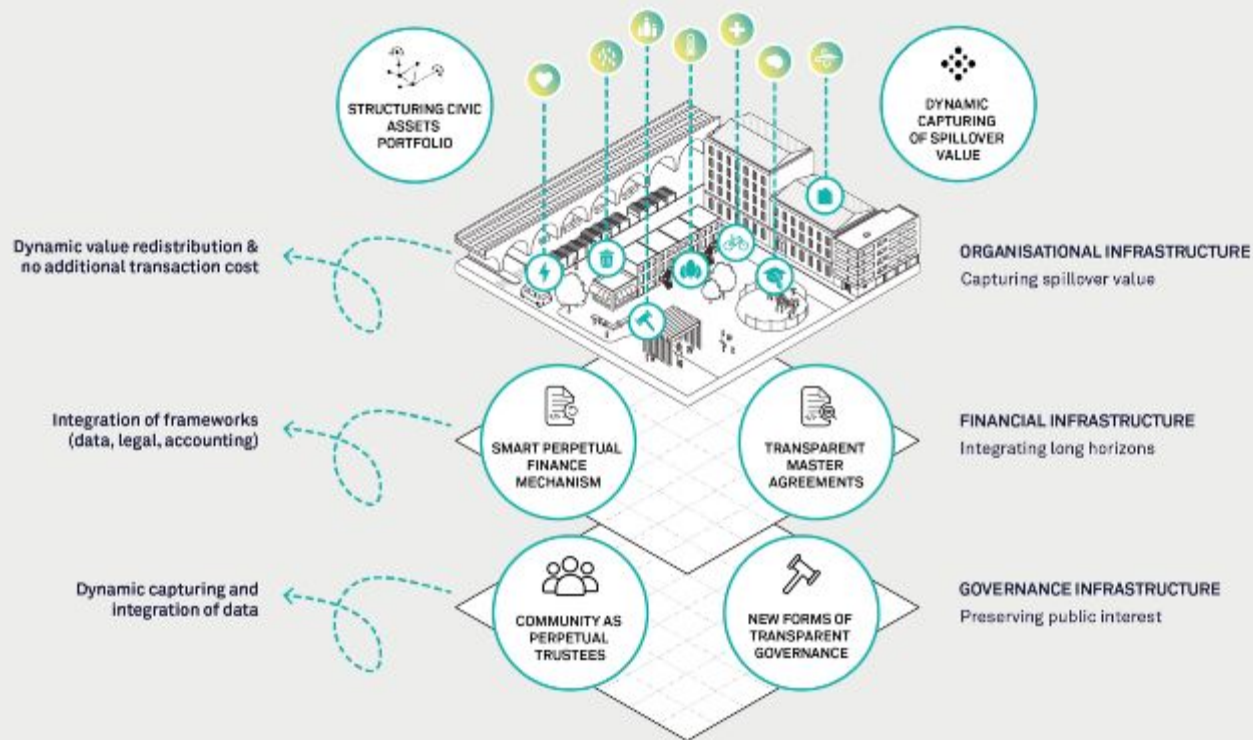 STRUCTURING CIVIC
ASSETS
PORTFOLIO
DYNAMIC
CAPTURING
OF SPILLOVER
VALUE
Dynamic value redistribution &
no additional transaction cost
ORGANISATIONAL INFRASTRUCTURE
Capturing spillover value
Integration of frameworks
(data, legal, accounting)
SMART PERPETUAL
FINANCE
MECHANISM
TRANSPARENT
MASTER
AGREEMENTS
FINANCIAL INFRASTRUCTURE
Integrating long horizons
Dynamic capturing and
integration of data
COMMUNITY AS
PERPETUAL
TRUSTEES
NEW FORMS OF
TRANSPARENT
GOVERNANCE
GOVERNANCE INFRASTRUCTURE
Preserving public interest